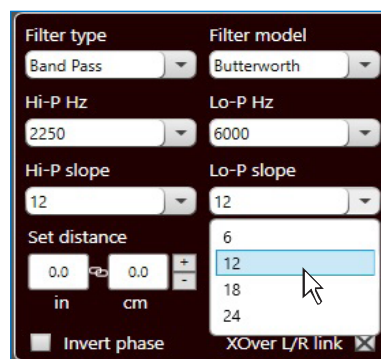 Filter type Filter model
Band Pass Butterworth
Hi-P Hz Lo-P Hz
2250 6000
Hi-P slope Lo-P slope
12 12
Set distance 6
0.0 0.0 + 12
- 18
in cm 24
Invert phase XOver L/R link